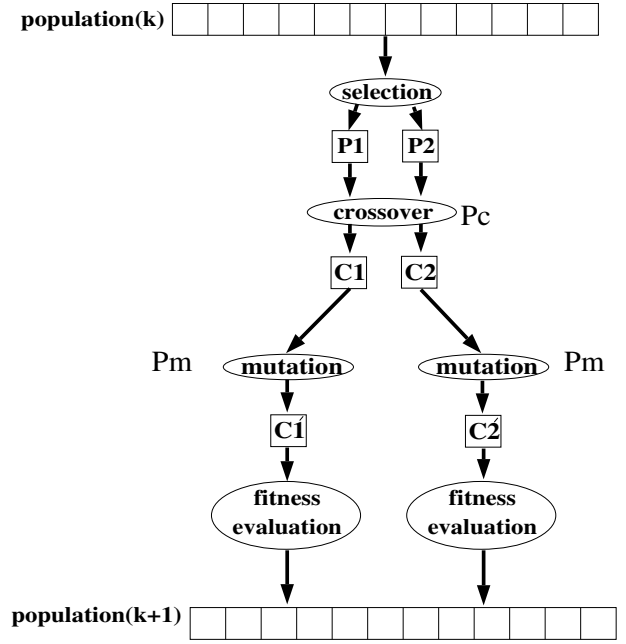 population(k)
selection
P1 P2
crossover Pc
C1 C2
Pm mutation mutation Pm
C1́ C2́
fitness fitness
evaluation evaluation
population(k+1)